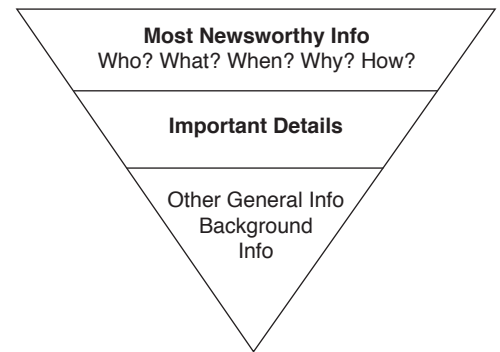 Most Newsworthy Info
Who? What? When? Why? How?
Important Details
Other General Info
Background
Info